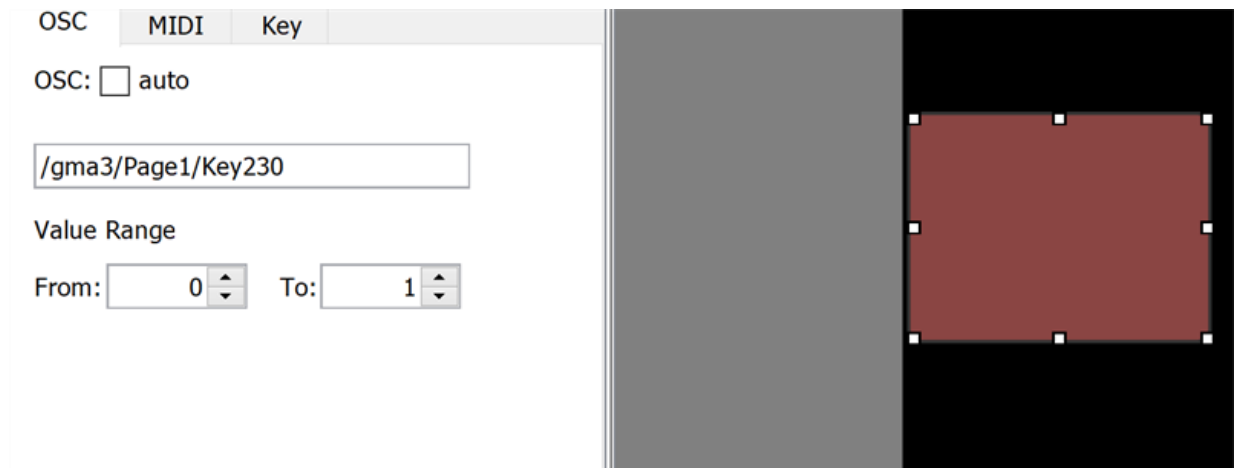 OSC MIDI Key
OSC: auto
/gma3/Page1/Key230
Value Range
From: 0 To: 1